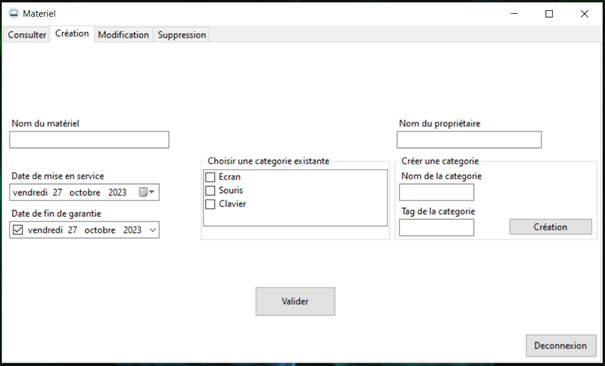 Materiel
Consulter Création Modification Suppression
Nom du matériel
Nom du propriétaire
Date de mise en service
vendredi 27 octobre 2023
Date de fin de garantie
vendredi 27 octobre 2023
Choisir une categorie existante
Ecran
Souris
Clavier
Créer une categorie
Nom de la categorie
Tag de la categorie
Création
Valider
Deconnexion